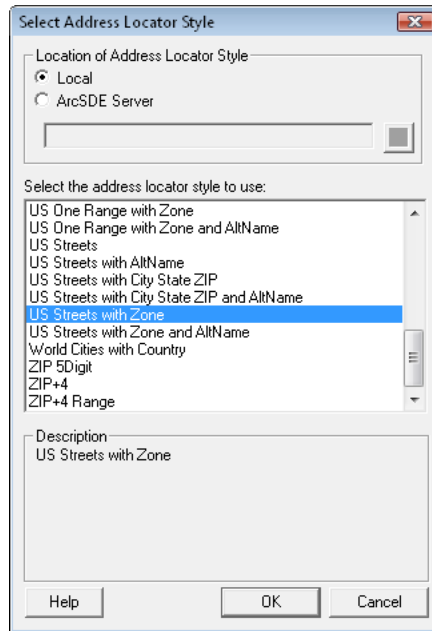 Select Address Locator Style
Location of Address Locator Style
Local
ArcSDE Server
Select the address locator style to use:
US One Range with Zone
US One Range with Zone and AltName
US Streets
US Streets with AltName
US Streets with City State ZIP
US Streets with City State ZIP and AltName
US Streets with Zone
US Streets with Zone and AltName
World Cities with Country
ZIP 5Digit
ZIP+4
ZIP+4 Range
Description
US Streets with Zone
Help OK Cancel